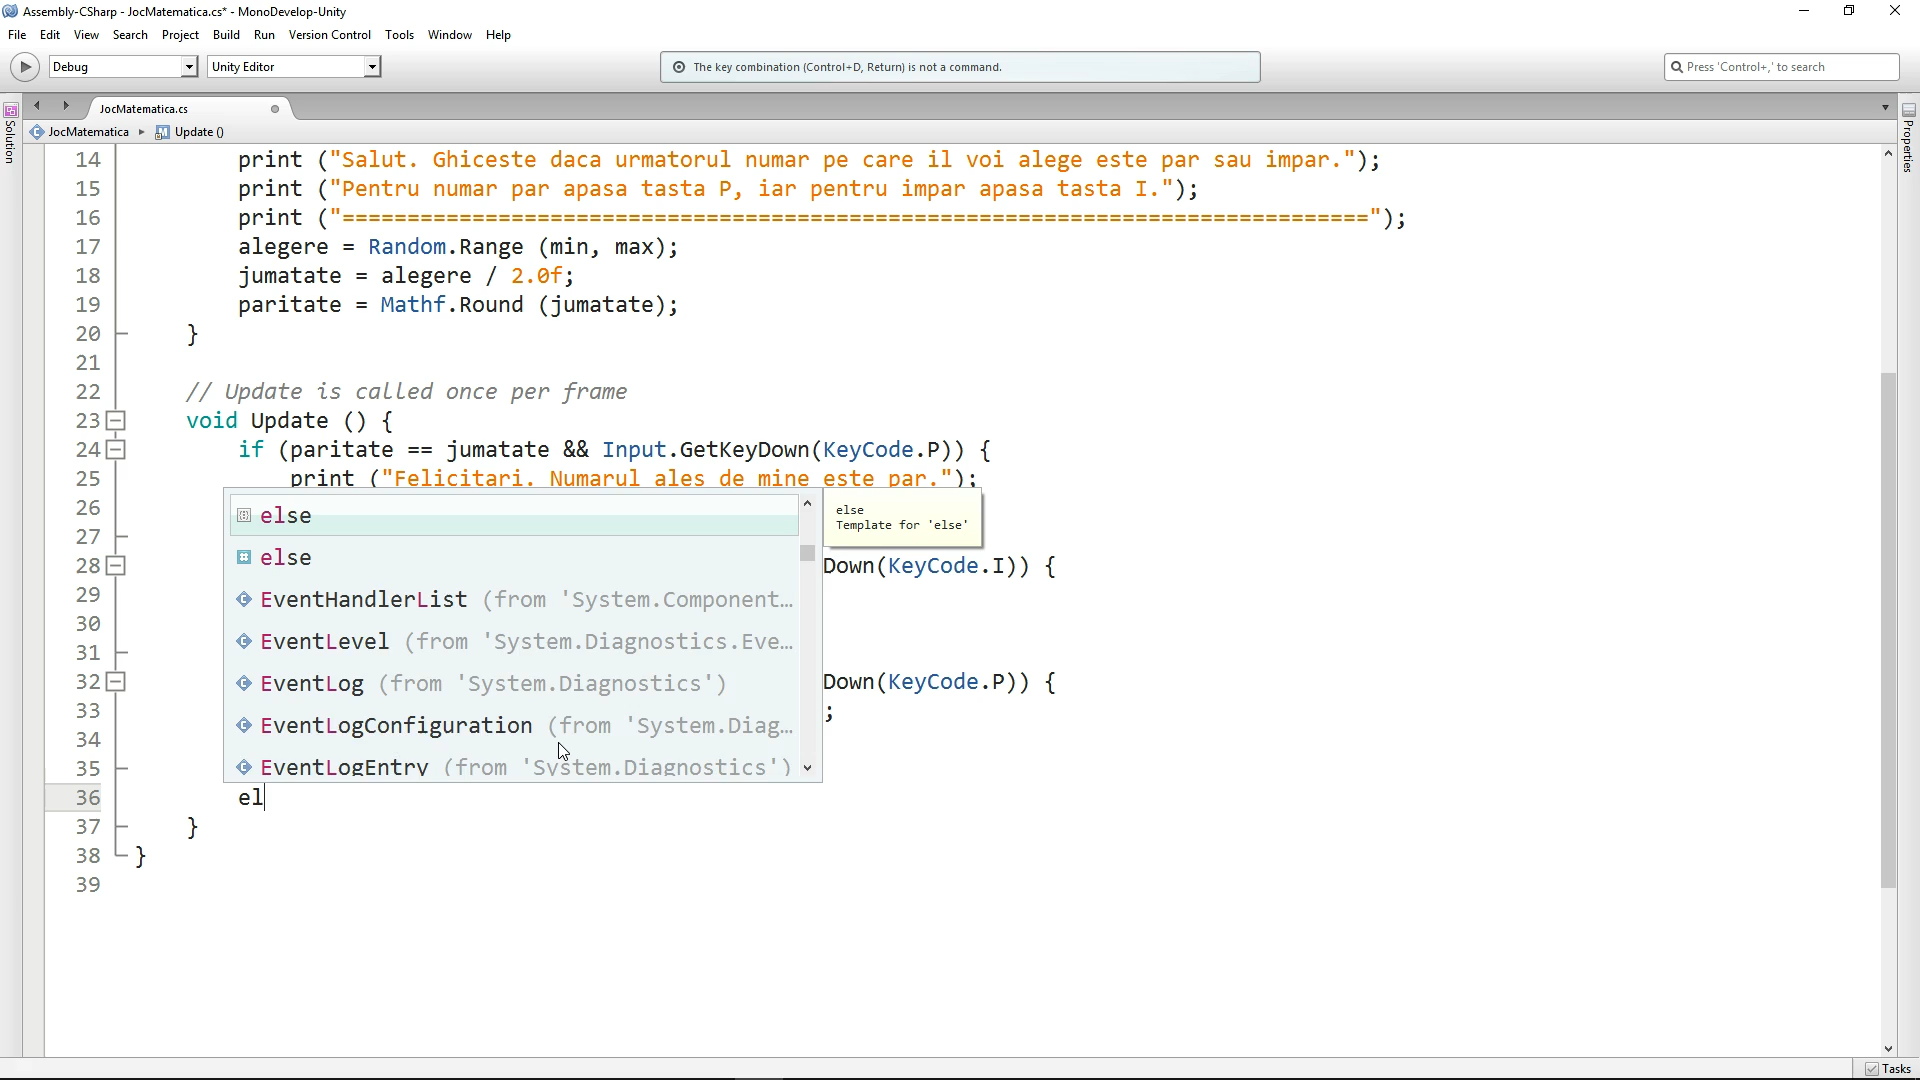 Assembly-CSharp - JocMatematica.cs* - MonoDevelop-Unity
File Edit View Search Project Build Run Version Control Tools Window Help
Debug Unity Editor The key combination (Control+D, Return) is not a command. Press 'Control+,' to search
JocMatematica.cs
JocMatematica Update ()
Solution
Properties
14 print ("Salut. Ghiceste daca urmatorul numar pe care il voi alege este par sau impar.");
15 print ("Pentru numar par apasa tasta P, iar pentru impar apasa tasta I.");
16 print ("===============================================================================");
17 alegere = Random.Range (min, max);
18 jumatate = alegere / 2.0f;
19 paritate = Mathf.Round (jumatate);
20 }
21
22 // Update is called once per frame
23 void Update () {
24 if (paritate == jumatate && Input.GetKeyDown(KeyCode.P)) {
25 print ("Felicitari. Numarul ales de mine este par.");
26
27
28 Down(KeyCode.I)) {
29
30
31
32 Down(KeyCode.P)) {
33 ;
34
35
36 el
37 }
38 }
39
else
else
EventHandlerList (from 'System.Component...
EventLevel (from 'System.Diagnostics.Eve...
EventLog (from 'System.Diagnostics')
EventLogConfiguration (from 'System.Diag...
EventLogEntry (from 'System.Diagnostics')
else
Template for 'else'
Tasks